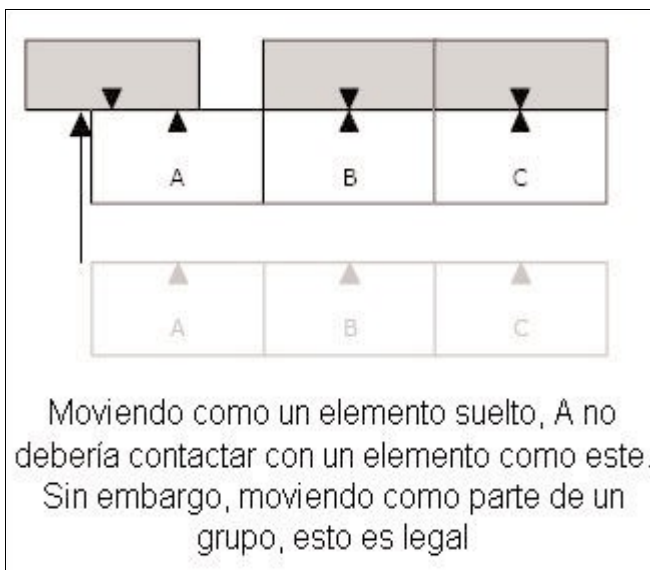 A B C
A B C
Moviendo como un elemento suelto, A no
debería contactar con un elemento como este.
Sin embargo, moviendo como parte de un
grupo, esto es legal